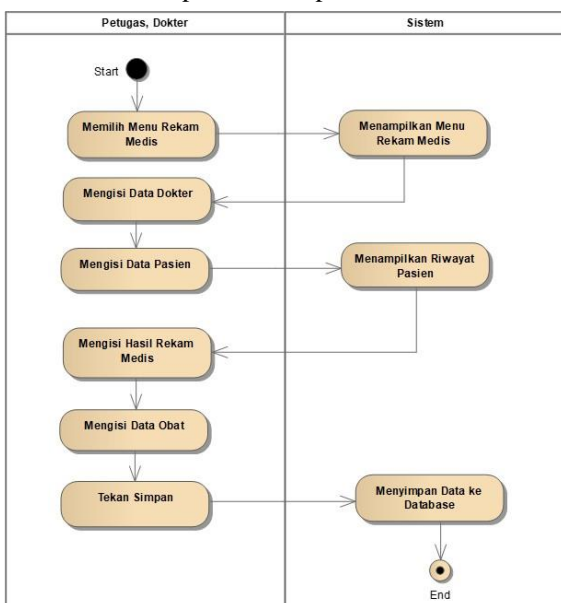 Petugas, Dokter
Sistem
Start
Memilih Menu Rekam
Medis
Menampilkan Menu
Rekam Medis
Mengisi Data Dokter
Mengisi Data Pasien
Menampilkan Riwayat
Pasien
Mengisi Hasil Rekam
Medis
Mengisi Data Obat
Tekan Simpan
Menyimpan Data ke
Database
End